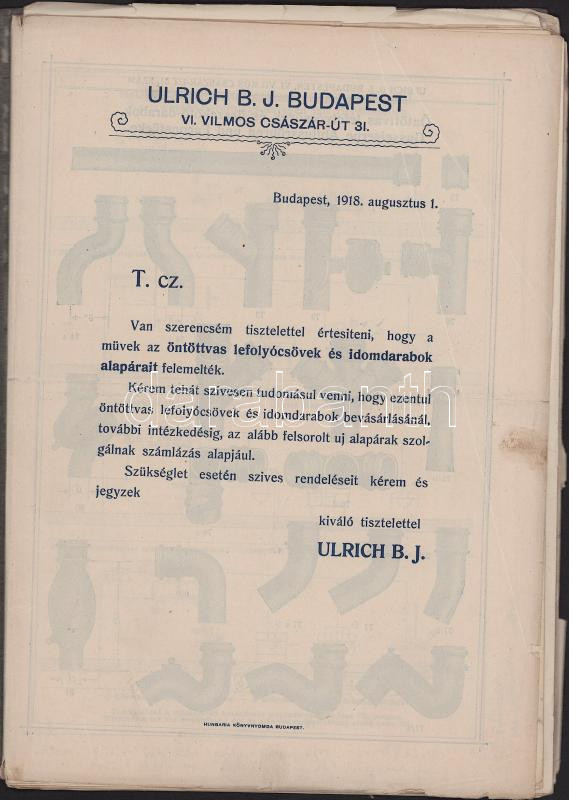 ULRICH B. J. BUDAPEST
VI. VILMOS CSÁSZÁR-ÚT 31.
Budapest, 1918. augusztus 1.
T. cz.
Van szerencsém tisztelettel értesiteni, hogy a
művek az öntöttvas lefolyócsövek és idomdarabok
alapárait felemelték.
Kérem tehát szivesen tudomásul venni, hogy ezentul
öntöttvas lefolyócsövek és idomdarabok bevásárlásánál,
további intézkedésig, az alább felsorolt uj alapárak szol-
gálnak számlázás alapjául.
Szükséglet esetén szives rendeléseit kérem és
jegyzek
kiváló tisztelettel
ULRICH B. J.
HUNGARIA KÖNYVNYOMDA BUDAPEST.
darabanth